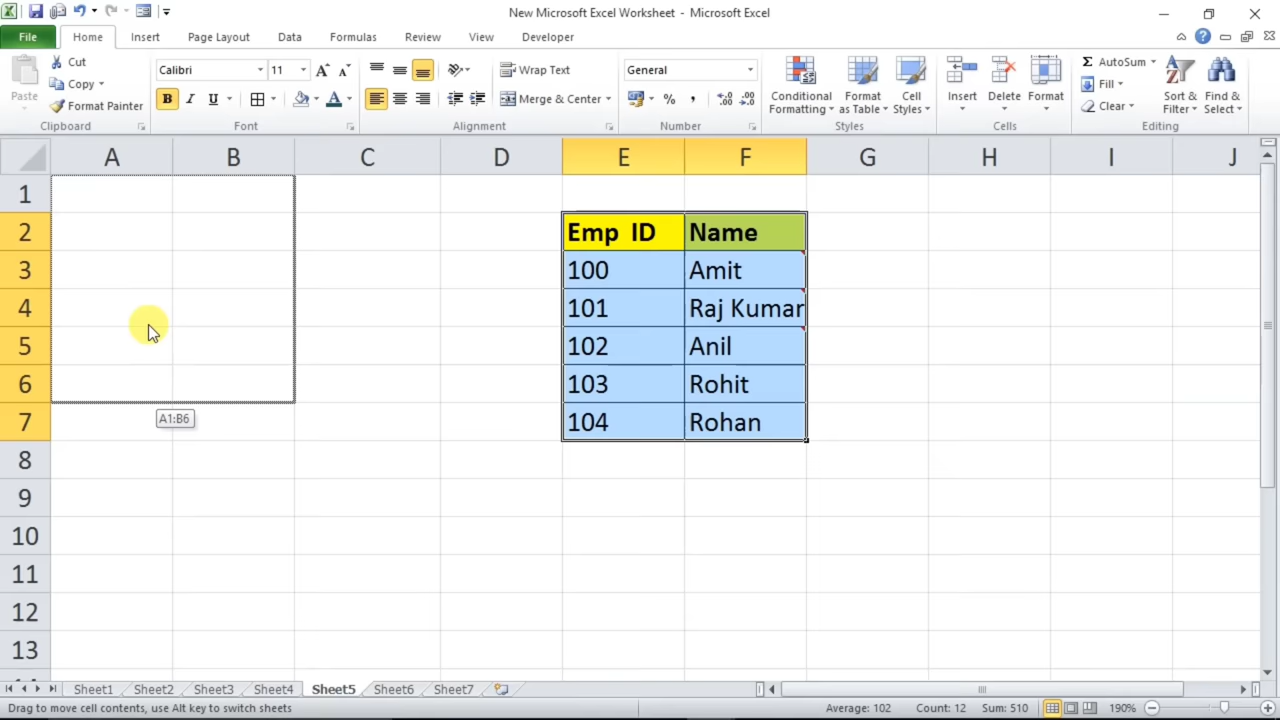 New Microsoft Excel Worksheet - Microsoft Excel
File Home Insert Page Layout Data Formulas Review View Developer
Paste
Cut
Copy
Format Painter
Clipboard
Calibri 11
B I U A
Font
Wrap Text
Merge & Center
Alignment
General
% ,
Number
Conditional Formatting
Format as Table
Cell Styles
Styles
Insert Delete Format
Cells
Σ AutoSum
Fill
Clear
Sort & Filter
Find & Select
Editing
A B C D E F G H I J
1
2 Emp ID Name
3 100 Amit
4 101 Raj Kumar
5 102 Anil
6 103 Rohit
7 104 Rohan
A1:B6
8
9
10
11
12
13
Sheet1 Sheet2 Sheet3 Sheet4 Sheet5 Sheet6 Sheet7
Drag to move cell contents, use Alt key to switch sheets Average: 102 Count: 12 Sum: 510 190%